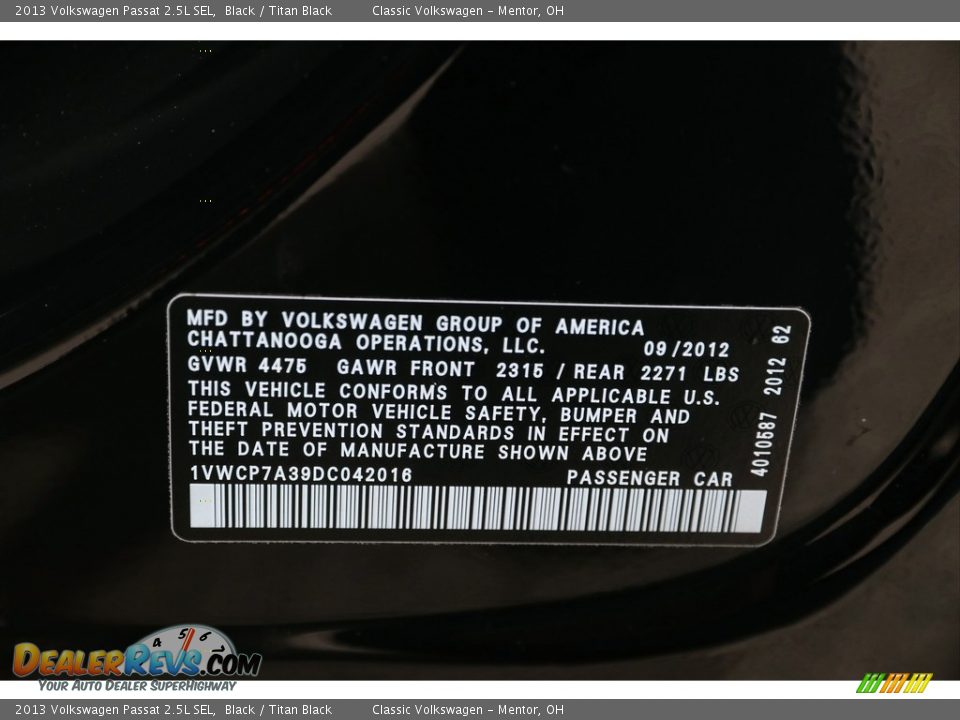 2013 Volkswagen Passat 2.5L SEL, Black / Titan Black Classic Volkswagen - Mentor, OH
MFD BY VOLKSWAGEN GROUP OF AMERICA
CHATTANOOGA OPERATIONS, LLC. 09/2012
GVWR 4475 GAWR FRONT 2315 / REAR 2271 LBS
THIS VEHICLE CONFORMS TO ALL APPLICABLE U.S.
FEDERAL MOTOR VEHICLE SAFETY, BUMPER AND
THEFT PREVENTION STANDARDS IN EFFECT ON
THE DATE OF MANUFACTURE SHOWN ABOVE
1VWCP7A39DC042016 PASSENGER CAR
4010587 2012 62
4 5 6
DEALERREVS.COM
YOUR AUTO DEALER SUPERHIGHWAY
2013 Volkswagen Passat 2.5L SEL, Black / Titan Black Classic Volkswagen - Mentor, OH